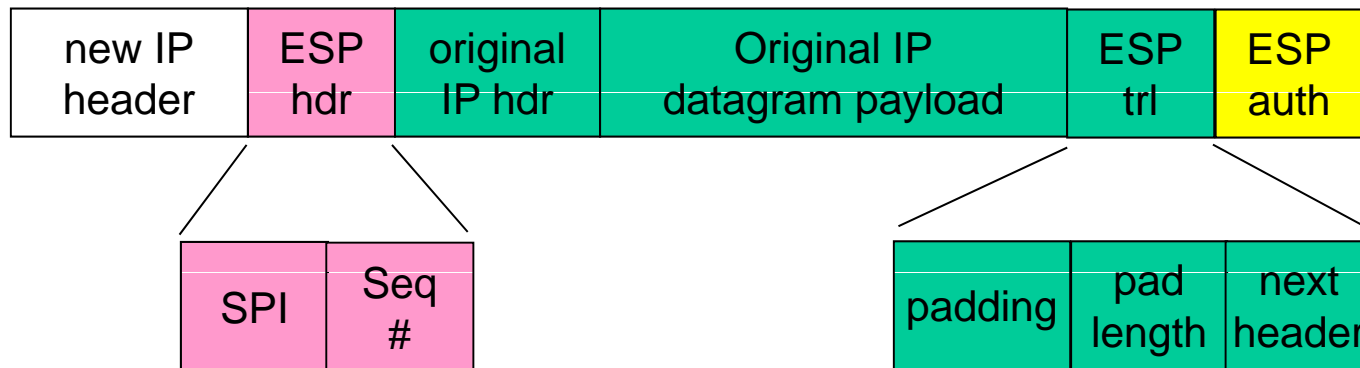 new IP
header
ESP
hdr
original
IP hdr
Original IP
datagram payload
ESP
trl
ESP
auth
SPI
Seq
#
padding
pad
length
next
header